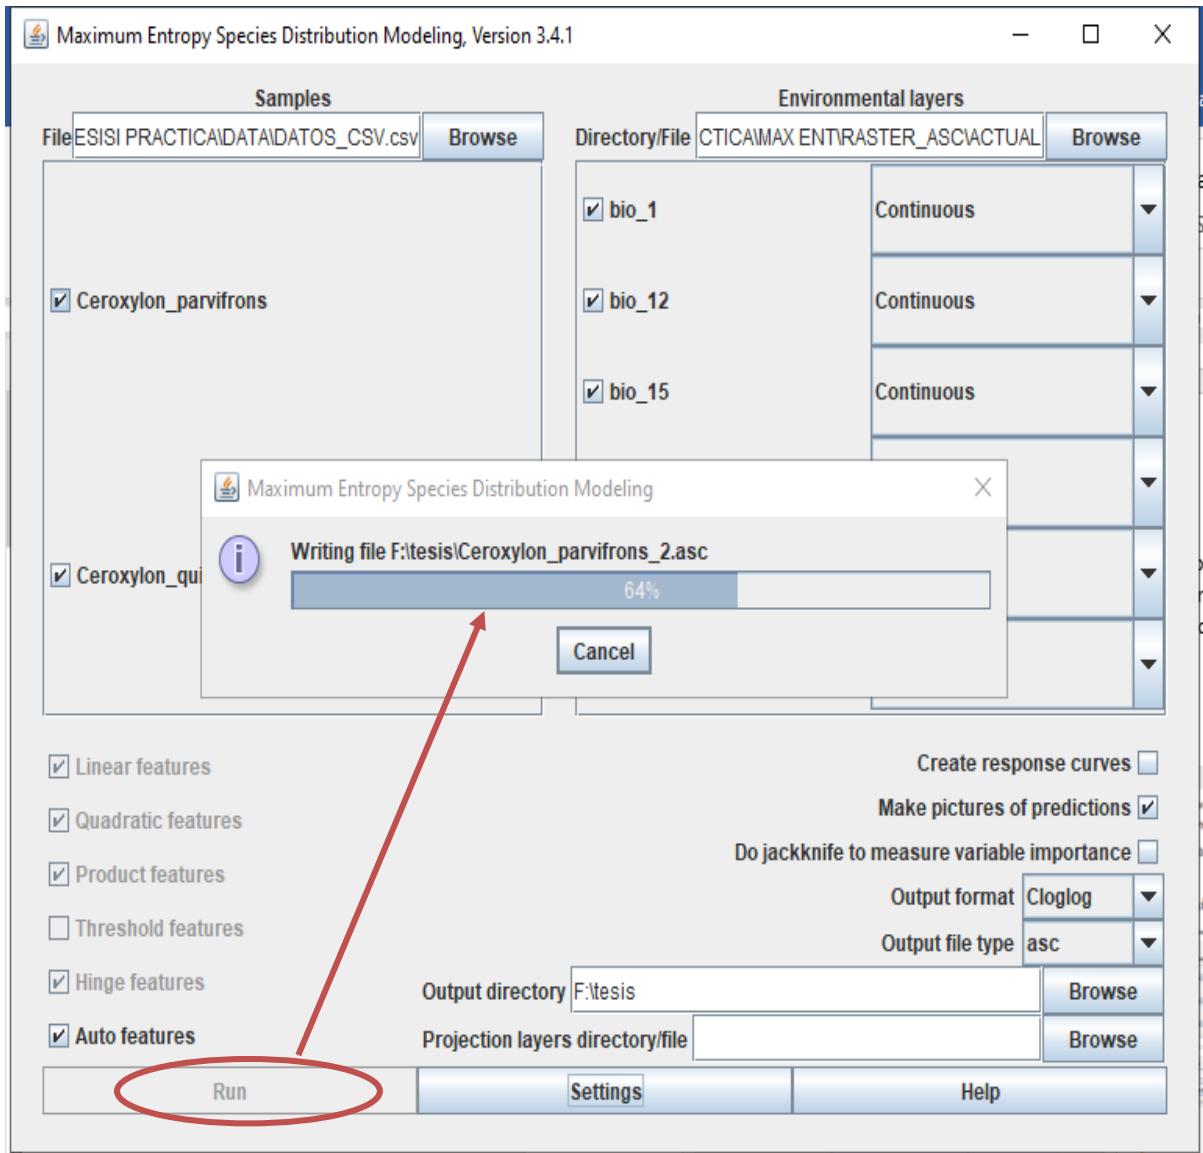 Maximum Entropy Species Distribution Modeling, Version 3.4.1
Samples
Environmental layers
File ESISI PRACTICA\DATA\DATOS_CSV.csv Browse
Directory/File CTICA\MAX ENT\RASTER_ASC\ACTUAL Browse
bio_1 Continuous
Ceroxylon_parvifrons
bio_12 Continuous
bio_15 Continuous
Maximum Entropy Species Distribution Modeling
Writing file F:\tesis\Ceroxylon_parvifrons_2.asc
Ceroxylon_qui
64%
Cancel
Linear features
Create response curves
Quadratic features
Make pictures of predictions
Product features
Do jackknife to measure variable importance
Output format Cloglog
Threshold features
Output file type asc
Hinge features
Output directory F:\tesis Browse
Auto features
Projection layers directory/file Browse
Run Settings Help